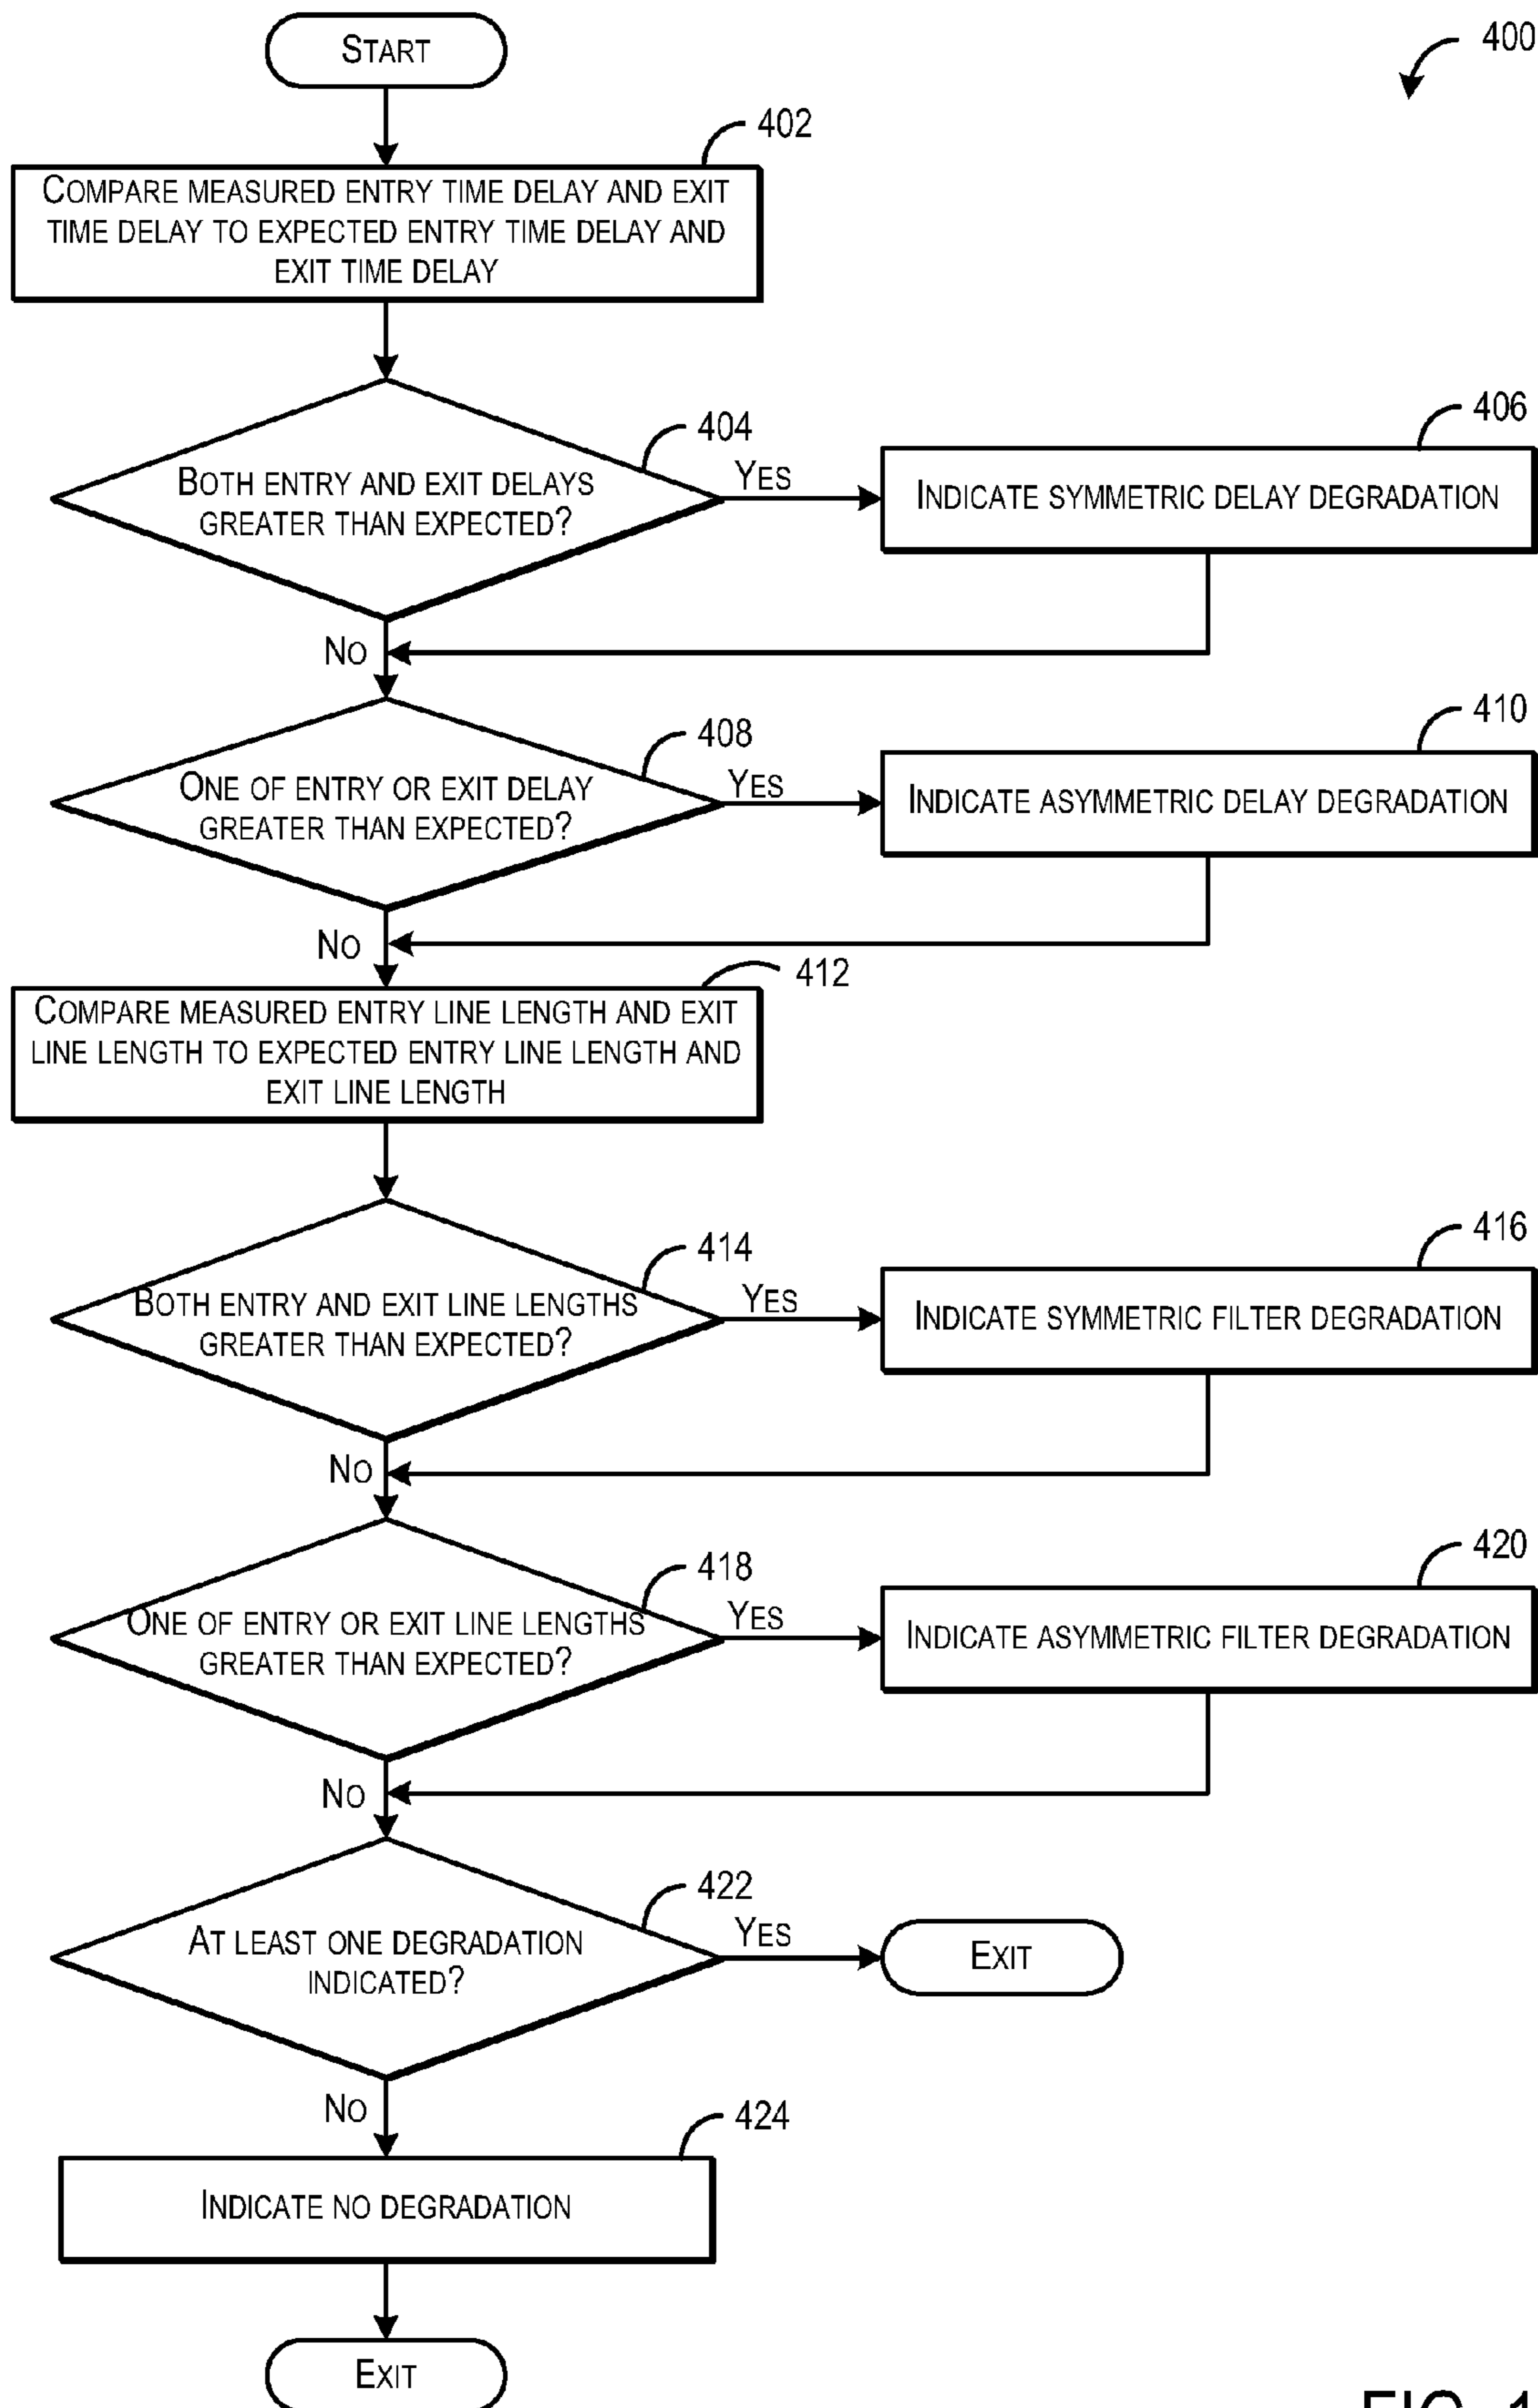 START
400
402
COMPARE MEASURED ENTRY TIME DELAY AND EXIT
TIME DELAY TO EXPECTED ENTRY TIME DELAY AND
EXIT TIME DELAY
404
BOTH ENTRY AND EXIT DELAYS
GREATER THAN EXPECTED?
YES
406
INDICATE SYMMETRIC DELAY DEGRADATION
NO
408
ONE OF ENTRY OR EXIT DELAY
GREATER THAN EXPECTED?
YES
410
INDICATE ASYMMETRIC DELAY DEGRADATION
NO
412
COMPARE MEASURED ENTRY LINE LENGTH AND EXIT
LINE LENGTH TO EXPECTED ENTRY LINE LENGTH AND
EXIT LINE LENGTH
414
BOTH ENTRY AND EXIT LINE LENGTHS
GREATER THAN EXPECTED?
YES
416
INDICATE SYMMETRIC FILTER DEGRADATION
NO
418
ONE OF ENTRY OR EXIT LINE LENGTHS
GREATER THAN EXPECTED?
YES
420
INDICATE ASYMMETRIC FILTER DEGRADATION
NO
422
AT LEAST ONE DEGRADATION
INDICATED?
YES
EXIT
NO
424
INDICATE NO DEGRADATION
EXIT
FIG.